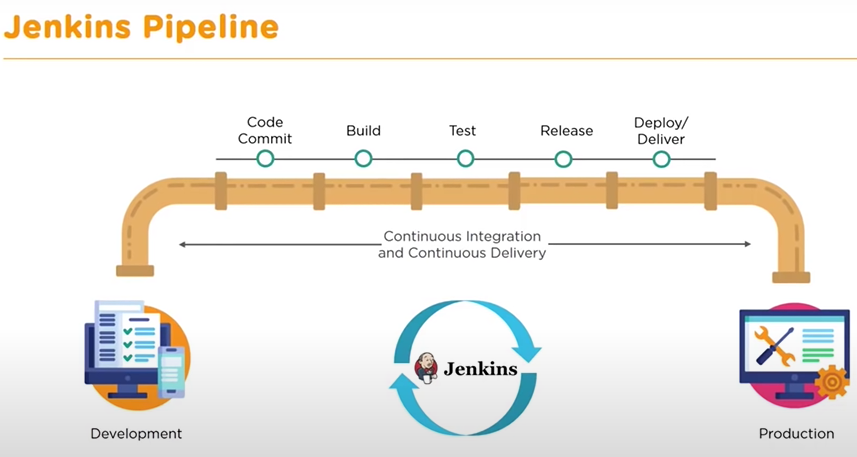 Jenkins Pipeline
Code
Commit
Build
Test
Release
Deploy/
Deliver
Continuous Integration
and Continuous Delivery
Jenkins
Development
Production